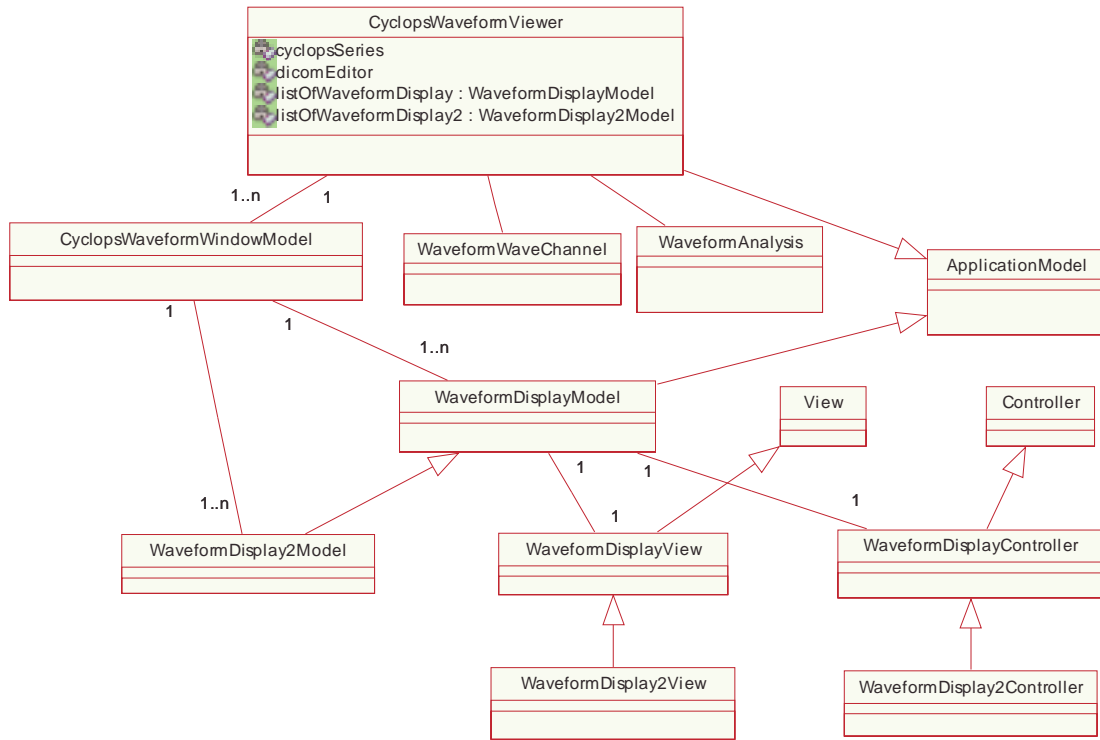 CyclopsWaveformViewer
cyclopsSeries
dicomEditor
listOfWaveformDisplay : WaveformDisplayModel
listOfWaveformDisplay2 : WaveformDisplay2Model
1..n
1
CyclopsWaveformWindowModel
WaveformWaveChannel
WaveformAnalysis
ApplicationModel
1
1
1..n
WaveformDisplayModel
View
Controller
1
1
1..n
1
1
WaveformDisplay2Model
WaveformDisplayView
WaveformDisplayController
WaveformDisplay2View
WaveformDisplay2Controller